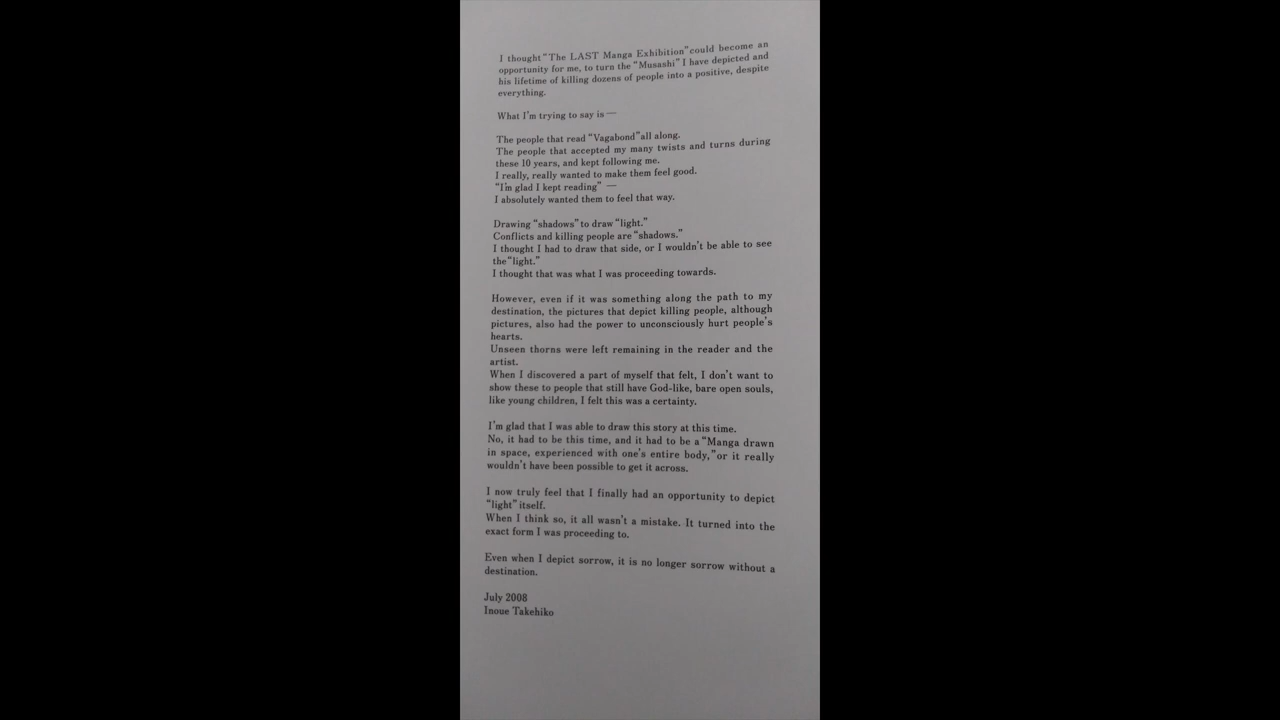 I thought "The LAST Manga Exhibition" could become an
opportunity for me, to turn the "Musashi" I have depicted and
his lifetime of killing dozens of people into a positive, despite
everything.
What I'm trying to say is —
The people that read "Vagabond" all along.
The people that accepted my many twists and turns during
these 10 years, and kept following me.
I really, really wanted to make them feel good.
"I'm glad I kept reading" —
I absolutely wanted them to feel that way.
Drawing "shadows" to draw "light."
Conflicts and killing people are "shadows."
I thought I had to draw that side, or I wouldn't be able to see
the "light."
I thought that was what I was proceeding towards.
However, even if it was something along the path to my
destination, the pictures that depict killing people, although
pictures, also had the power to unconsciously hurt people's
hearts.
Unseen thorns were left remaining in the reader and the
artist.
When I discovered a part of myself that felt, I don't want to
show these to people that still have God-like, bare open souls,
like young children, I felt this was a certainty.
I'm glad that I was able to draw this story at this time.
No, it had to be this time, and it had to be a "Manga drawn
in space, experienced with one's entire body," or it really
wouldn't have been possible to get it across.
I now truly feel that I finally had an opportunity to depict
"light" itself.
When I think so, it all wasn't a mistake. It turned into the
exact form I was proceeding to.
Even when I depict sorrow, it is no longer sorrow without a
destination.
July 2008
Inoue Takehiko